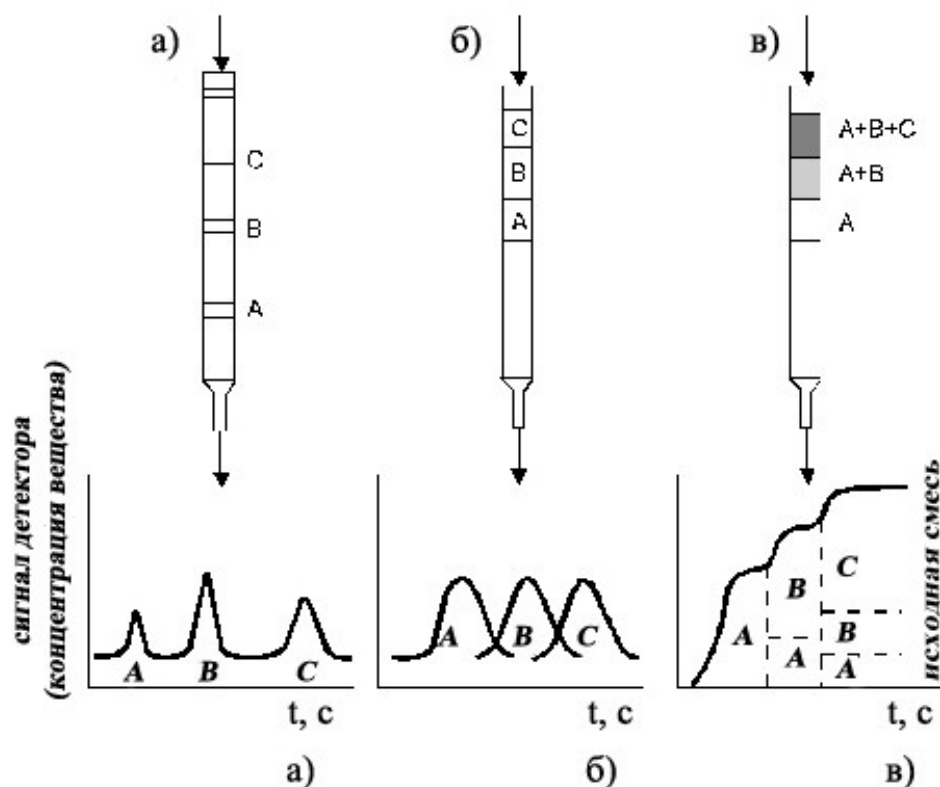 а)
б)
в)
C
B
A
C
B
A
A+B+C
A+B
A
сигнал детектора
(концентрация вещества)
A
B
C
t, c
A
B
C
t, c
A
B
A
C
B
A
исходная смесь
t, c
а)
б)
в)